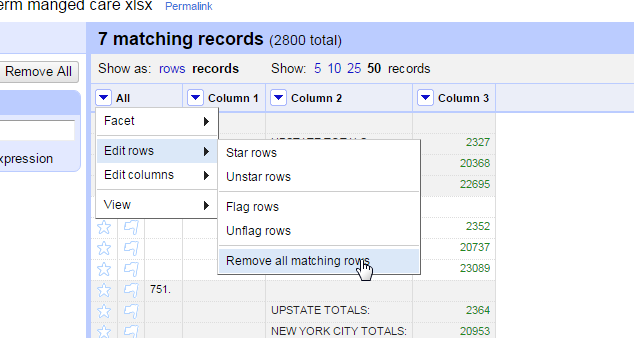 erm manged care xlsx Permalink
7 matching records (2800 total)
Remove All
Show as: rows records Show: 5 10 25 50 records
All Column 1 Column 2 Column 3
Facet
Edit rows
Edit columns
View
xpression
Star rows
Unstar rows
Flag rows
Unflag rows
Remove all matching rows
UPSTATE TOTALS: 2327
20368
22695
2352
20737
23089
751.
UPSTATE TOTALS: 2364
NEW YORK CITY TOTALS: 20953